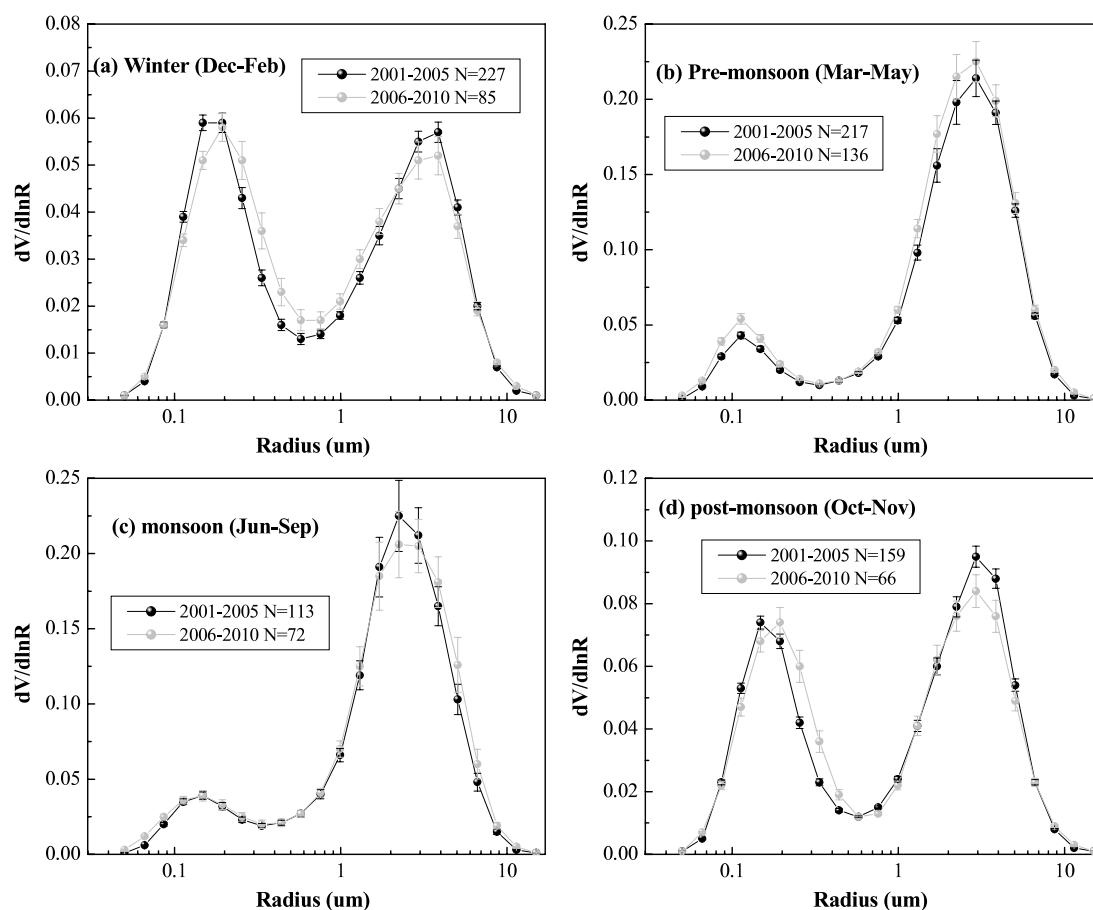 0.08
0.07
0.06
0.05
0.04
0.03
0.02
0.01
0.00
dV/dlnR
(a) Winter (Dec-Feb)
2001-2005 N=227
2006-2010 N=85
0.1
1
10
Radius (um)
0.25
0.20
0.15
0.10
0.05
0.00
dV/dlnR
(b) Pre-monsoon (Mar-May)
2001-2005 N=217
2006-2010 N=136
0.1
1
10
Radius (um)
0.25
0.20
0.15
0.10
0.05
0.00
dV/dlnR
(c) monsoon (Jun-Sep)
2001-2005 N=113
2006-2010 N=72
0.1
1
10
Radius (um)
0.12
0.10
0.08
0.06
0.04
0.02
0.00
dV/dlnR
(d) post-monsoon (Oct-Nov)
2001-2005 N=159
2006-2010 N=66
0.1
1
10
Radius (um)